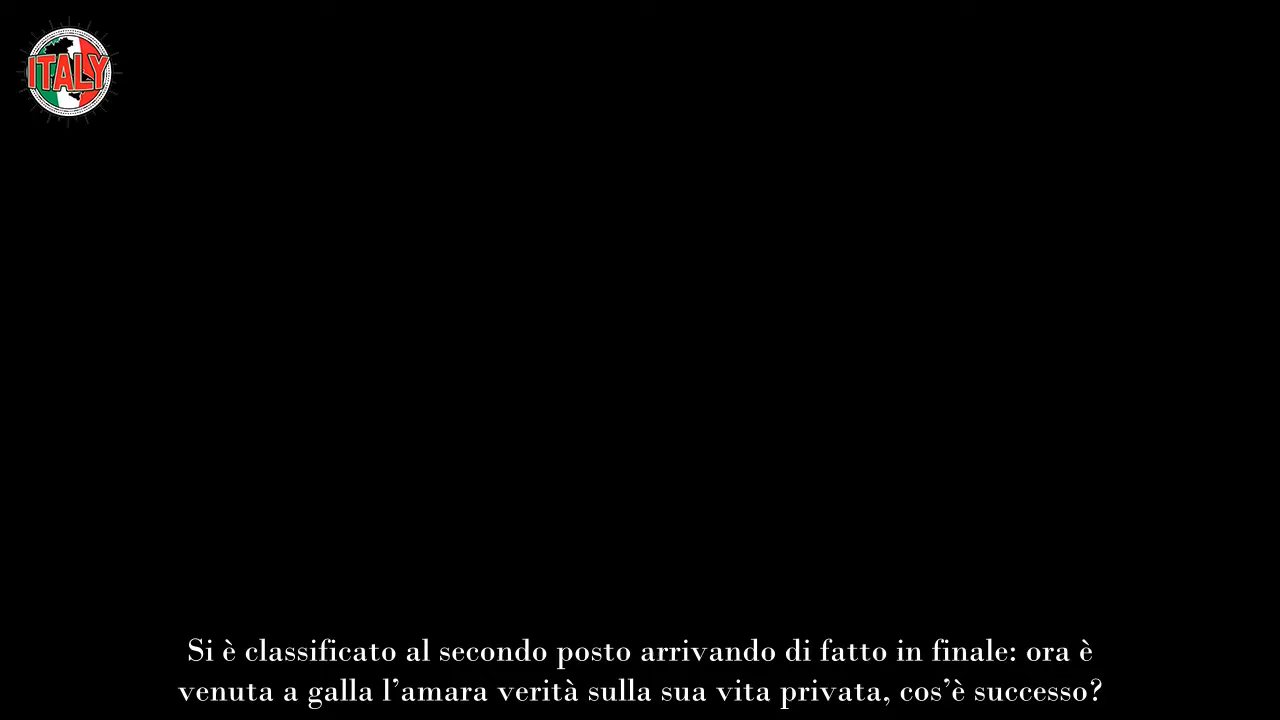 ITALY
Si è classificato al secondo posto arrivando di fatto in finale: ora è
venuta a galla l’amara verità sulla sua vita privata, cos’è successo?